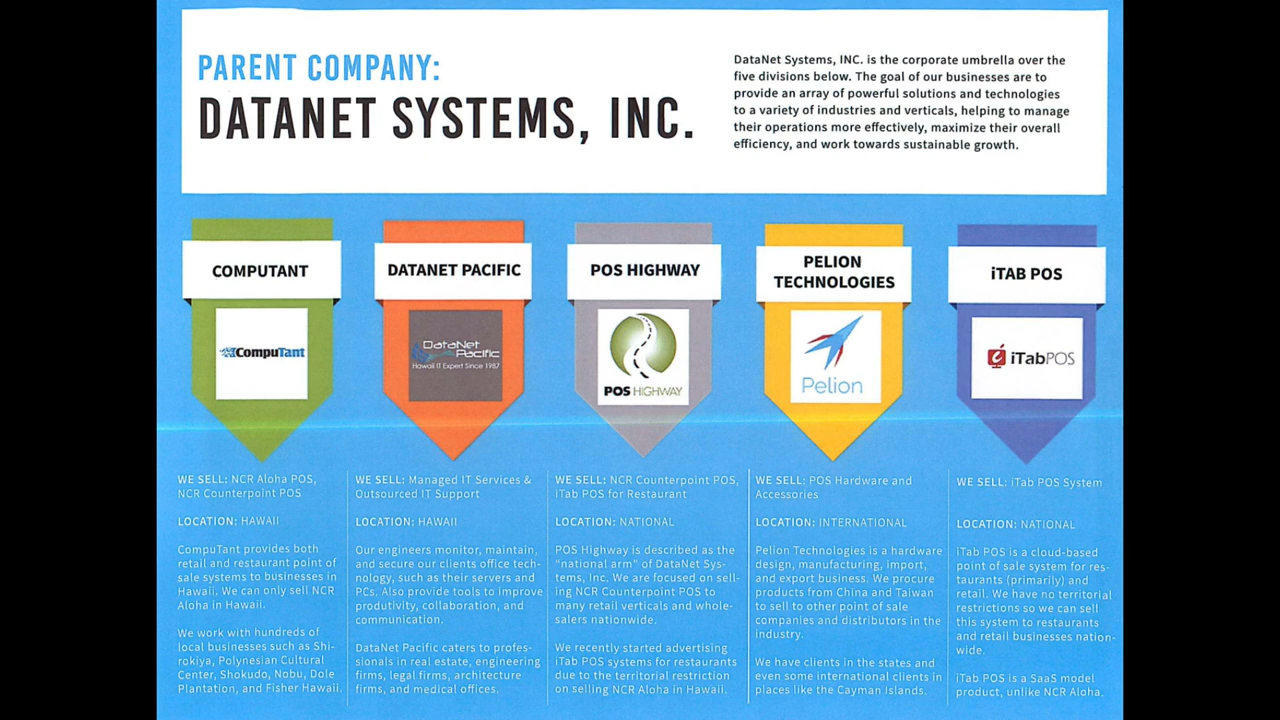 PARENT COMPANY:
DATANET SYSTEMS, INC.
DataNet Systems, INC. is the corporate umbrella over the
five divisions below. The goal of our businesses are to
provide an array of powerful solutions and technologies
to a variety of industries and verticals, helping to manage
their operations more effectively, maximize their overall
efficiency, and work towards sustainable growth.
COMPUTANT
CompuTant
WE SELL: NCR Aloha POS,
NCR Counterpoint POS
LOCATION: HAWAII
CompuTant provides both
retail and restaurant point of
sale systems to businesses in
Hawaii. We can only sell NCR
Aloha in Hawaii.
We work with hundreds of
local businesses such as Shi-
rokiya, Polynesian Cultural
Center, Shokudo, Nobu, Dole
Plantation, and Fisher Hawaii.
DATANET PACIFIC
DataNet
Pacific
Hawaii IT Expert Since 1987
WE SELL: Managed IT Services &
Outsourced IT Support
LOCATION: HAWAII
Our engineers monitor, maintain,
and secure our clients office tech-
nology, such as their servers and
PCs. Also provide tools to improve
produtivity, collaboration, and
communication.
DataNet Pacific caters to profes-
sionals in real estate, engineering
firms, legal firms, architecture
firms, and medical offices.
POS HIGHWAY
POS HIGHWAY
WE SELL: NCR Counterpoint POS,
iTab POS for Restaurant
LOCATION: NATIONAL
POS Highway is described as the
"national arm" of DataNet Sys-
tems, Inc. We are focused on sell-
ing NCR Counterpoint POS to
many retail verticals and whole-
salers nationwide.
We recently started advertising
iTab POS systems for restaurants
due to the territorial restriction
on selling NCR Aloha in Hawaii.
PELION
TECHNOLOGIES
Pelion
WE SELL: POS Hardware and
Accessories
LOCATION: INTERNATIONAL
Pelion Technologies is a hardware
design, manufacturing, import,
and export business. We procure
products from China and Taiwan
to sell to other point of sale
companies and distributors in the
industry.
We have clients in the states and
even some international clients in
places like the Cayman Islands.
iTAB POS
iTabPOS
WE SELL: iTab POS System
LOCATION: NATIONAL
iTab POS is a cloud-based
point of sale system for res-
taurants (primarily) and
retail. We have no territorial
restrictions so we can sell
this system to restaurants
and retail businesses nation-
wide.
iTab POS is a SaaS model
product, unlike NCR Aloha.